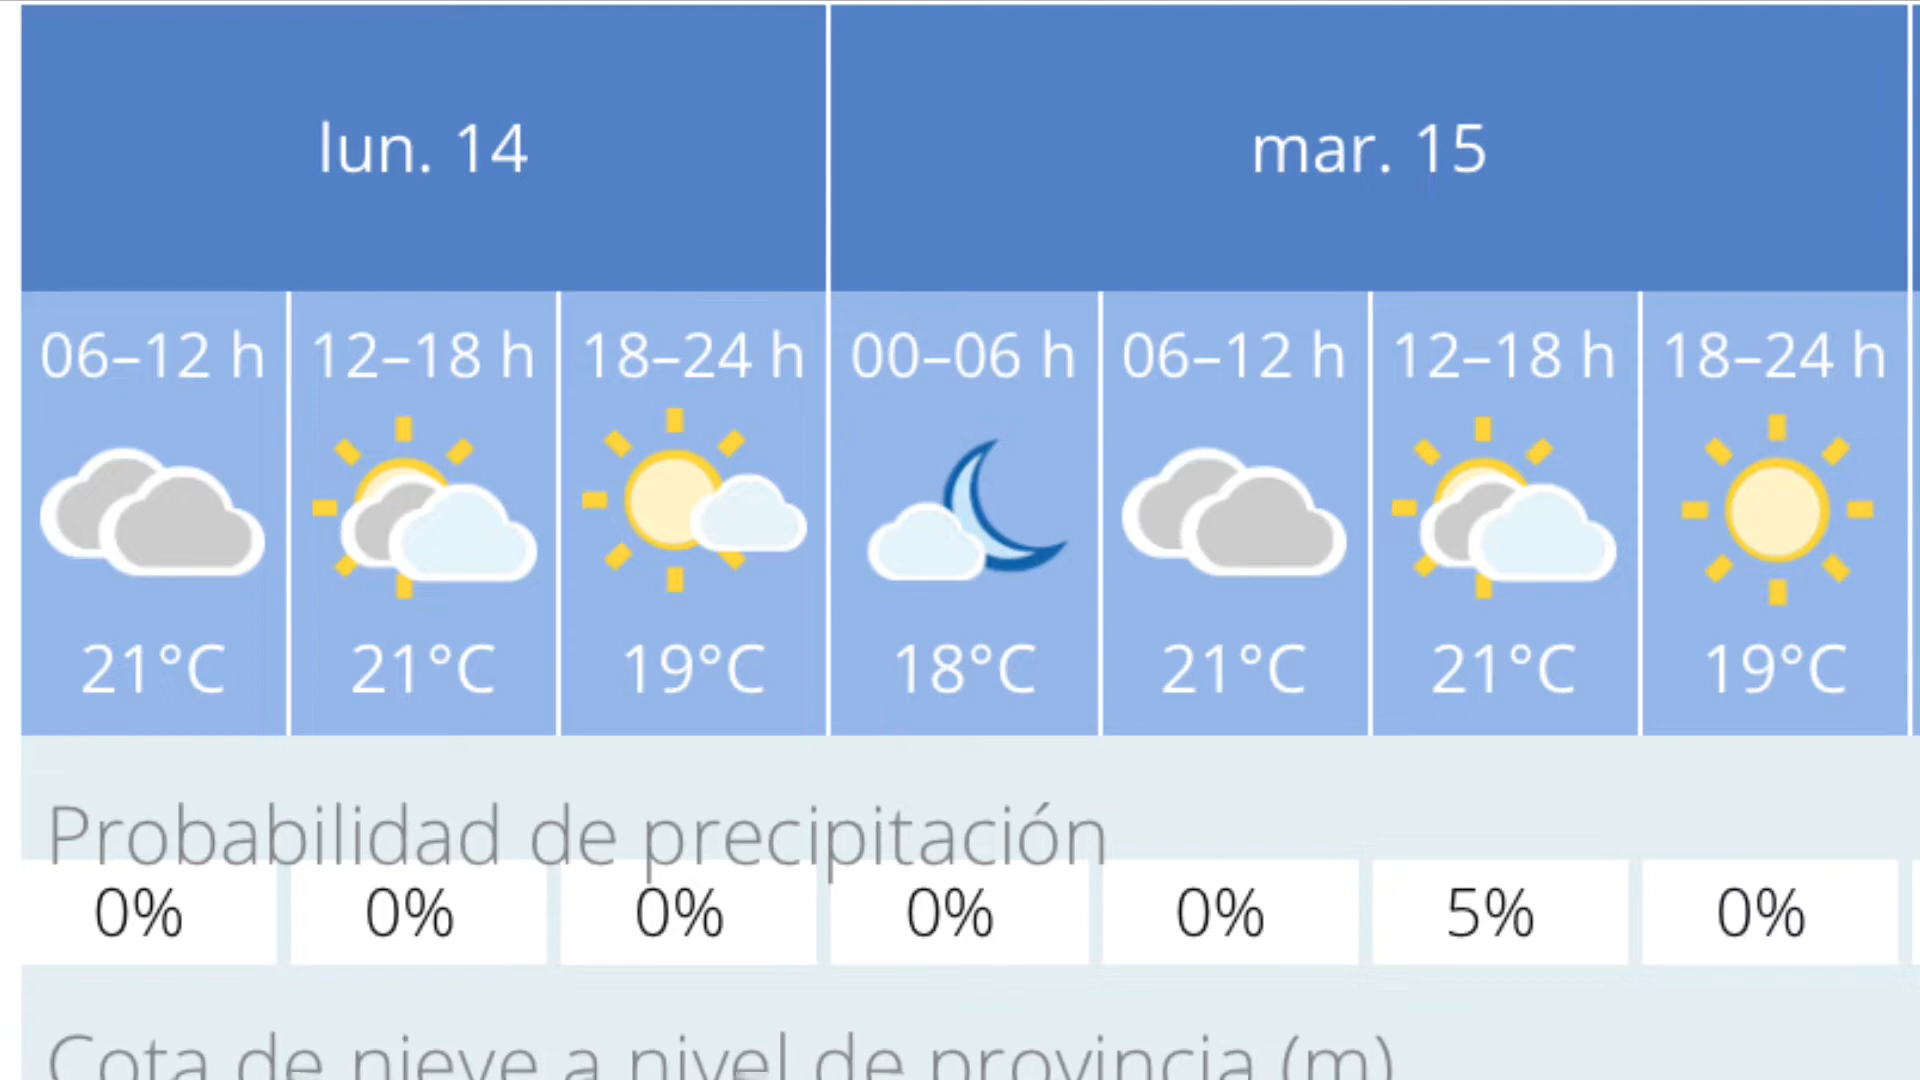 lun. 14 mar. 15
06–12 h 12–18 h 18–24 h 00–06 h 06–12 h 12–18 h 18–24 h
21°C 21°C 19°C 18°C 21°C 21°C 19°C
Probabilidad de precipitación
0% 0% 0% 0% 0% 5% 0%
Cota de nieve a nivel de provincia (m)